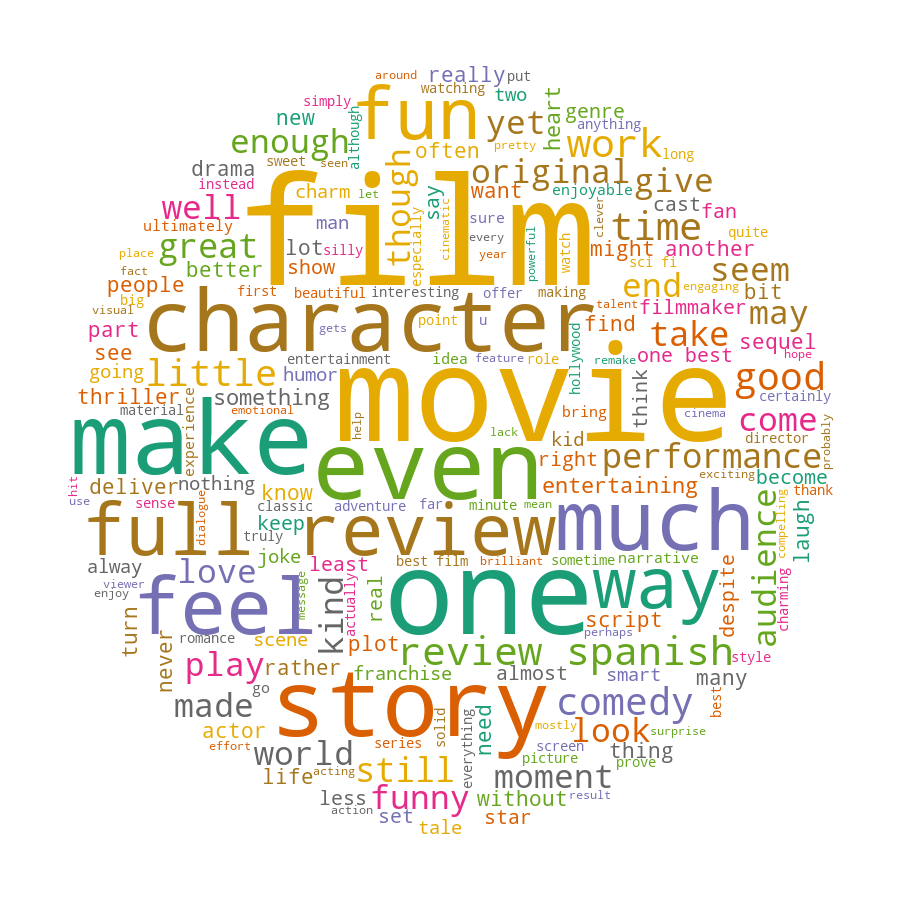 around
really
put
simply
watching
fun
two
new
although
yet
heart
genre
anything
enough
often
pretty
work
long
drama
sweet
seen
original
give
instead
charm
let
though
say
want
enjoyable
cast
fan
well
film
especially
cinematic
sure
clever
time
ultimately
man
every
powerful
watch
might
another
quite
great
lot
silly
year
sci fi
seem
place
better
show
end
engaging
fact
people
first
beautiful
interesting
offer
making
talent
filmmaker
bit
big
visual
character
gets
point
u
hollywood
find
take
may
part
see
entertainment
idea
feature
role
remake
one best
sequel
hope
going
little
humor
movie
think
good
thriller
experience
something
certainly
material
emotional
help
bring
cinema
come
make
lack
kid
director
probably
even
right
performance
hit
deliver
nothing
know
entertaining
exciting
become
use
sense
dialogue
classic
adventure
far
minute
mean
much
audience
compelling
thank
full
keep
truly
review
laugh
alway
joke
least
best film
brilliant
sometime
narrative
viewer
enjoy
love
feel
message
kind
actually
real
one
way
despite
charming
turn
never
romance
scene
plot
script
perhaps
review spanish
style
play
rather
franchise
almost
smart
many
made
go
story
comedy
best
actor
solid
need
mostly
look
surprise
effort
world
series
everything
screen
thing
life
acting
still
picture
prove
moment
less
action
funny
without
result
set
star
tale